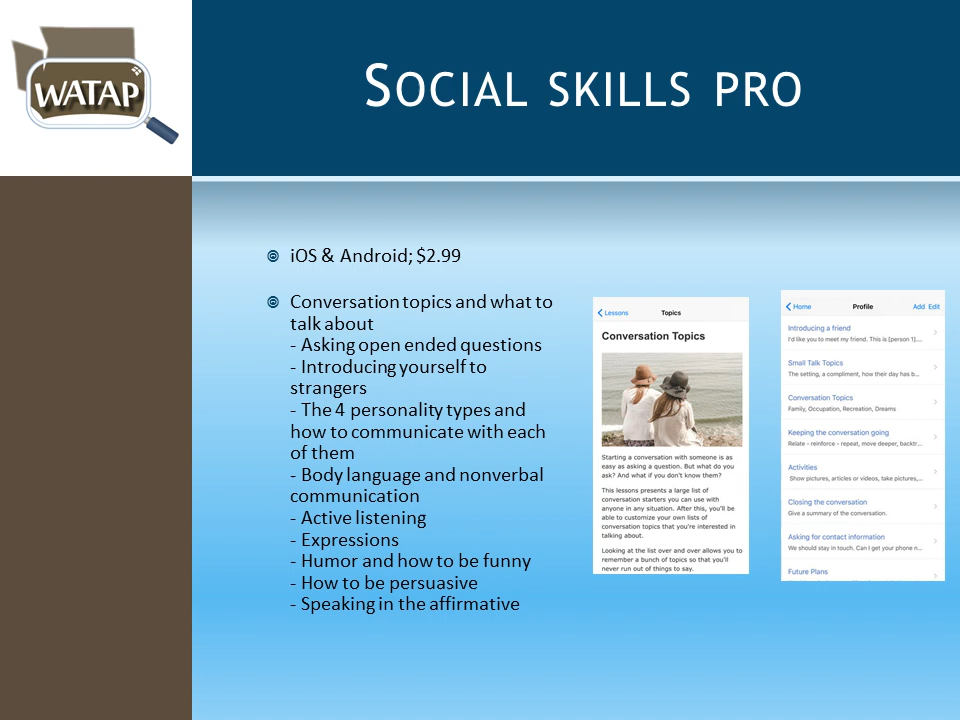 WATAP
SOCIAL SKILLS PRO
iOS & Android; $2.99
Conversation topics and what to
talk about
- Asking open ended questions
- Introducing yourself to
strangers
- The 4 personality types and
how to communicate with each
of them
- Body language and nonverbal
communication
- Active listening
- Expressions
- Humor and how to be funny
- How to be persuasive
- Speaking in the affirmative
Lessons Topics
Conversation Topics
Starting a conversation with someone is as
easy as asking a question. But what do you
ask? And what if you don't know them?
This lessons presents a large list of
conversation starters you can use with
anyone in any situation. After this, you'll be
able to customize your own lists of
conversation topics that you're interested in
talking about.
Looking at the list over and over allows you to
remember a bunch of topics so that you'll
never run out of things to say.
Home Profile Add Edit
Introducing a friend
I'd like you to meet my friend. This is [person 1]....
Small Talk Topics
The setting, a compliment, how their day has b...
Conversation Topics
Family, Occupation, Recreation, Dreams
Keeping the conversation going
Relate - reinforce - repeat, move deeper, backtr...
Activities
Show pictures, articles or videos, take pictures,...
Closing the conversation
Give a summary of the conversation.
Asking for contact information
We should stay in touch. Can I get your phone n...
Future Plans